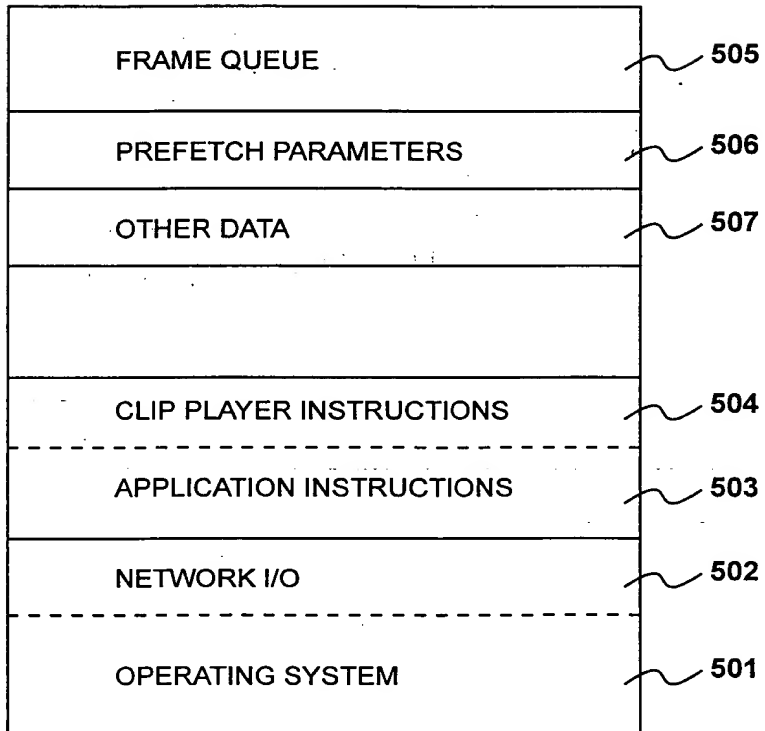 FRAME QUEUE 505
PREFETCH PARAMETERS 506
OTHER DATA 507
CLIP PLAYER INSTRUCTIONS 504
APPLICATION INSTRUCTIONS 503
NETWORK I/O 502
OPERATING SYSTEM 501